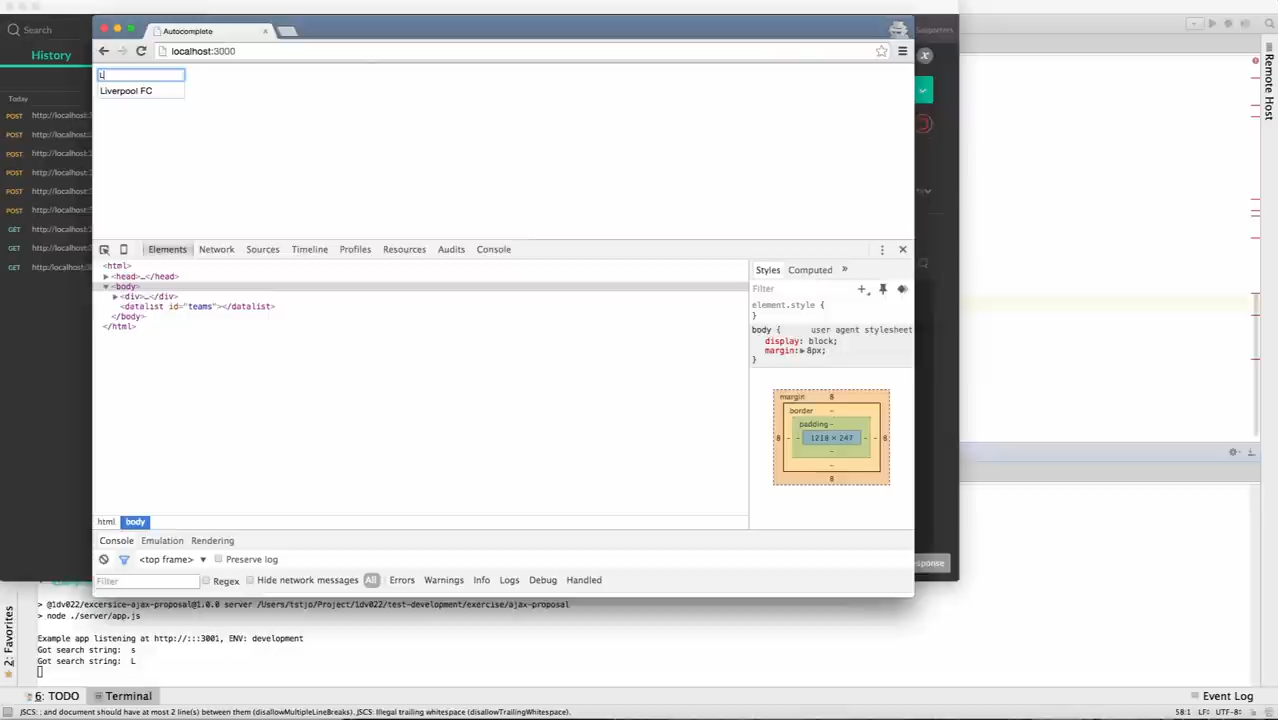 Search
History
Today
POST http://localhost:
POST http://localhost:
POST http://localhost:
POST http://localhost:
POST http://localhost:
POST http://localhost:
GET http://localhost:
GET http://localhost:
GET http://localhost:
Autocomplete
localhost:3000
L
Liverpool FC
Supporters
Remote Host
Elements Network Sources Timeline Profiles Resources Audits Console
<html>
<head>…</head>
<body>
<div>…</div>
<datalist id="teams"></datalist>
</body>
</html>
Styles Computed »
Filter
element.style {
}
body { user agent stylesheet
display: block;
margin: 8px;
}
margin 8
border -
padding -
8 - - 1218 × 247 - - 8
-
-
8
html body
Console Emulation Rendering
<top frame> Preserve log
Filter Regex Hide network messages All Errors Warnings Info Logs Debug Handled
> @1dv022/excersice-ajax-proposal@1.0.0 server /Users/tstjo/Project/1dv022/test-development/exercise/ajax-proposal
> node ./server/app.js
Example app listening at http://:::3001, ENV: development
Got search string: s
Got search string: L
2: Favorites
6: TODO Terminal Event Log
JSCS: ; and document should have at most 2 line(s) between them (disallowMultipleLineBreaks). JSCS: Illegal trailing whitespace (disallowTrailingWhitespace). 58:1 LF÷ UTF-8÷